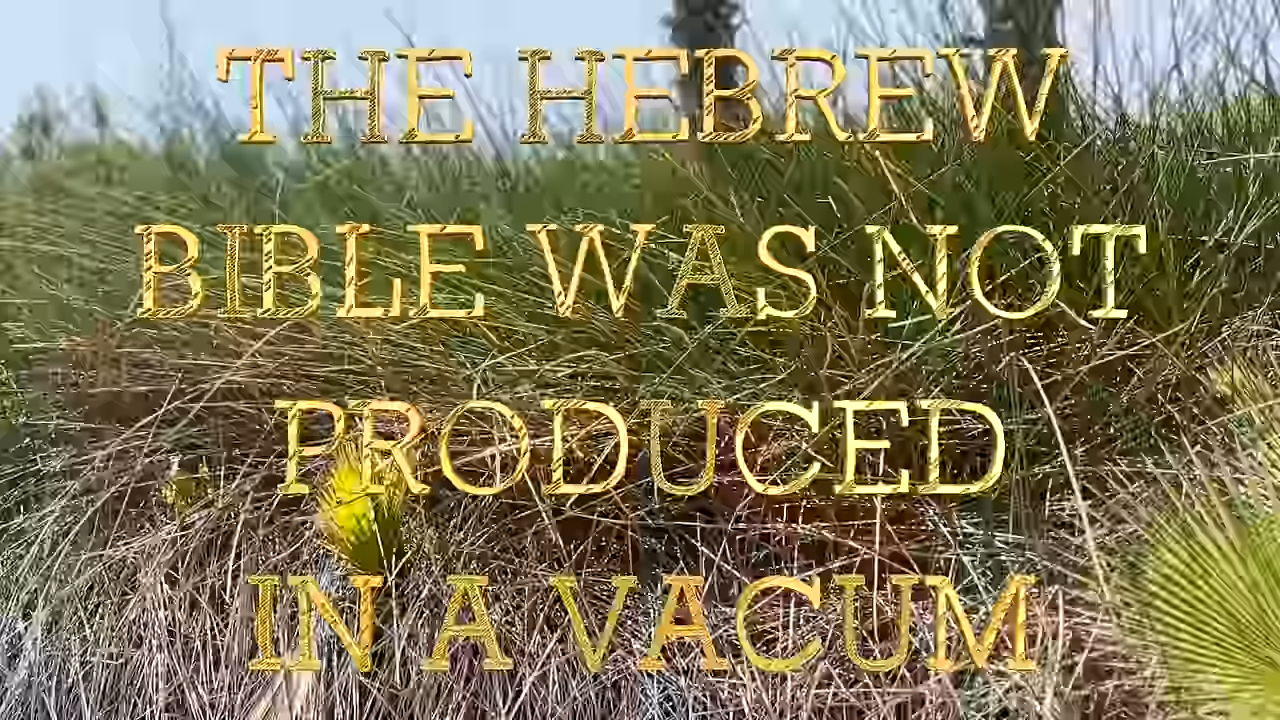 THE HEBREW
BIBLE WAS NOT
PRODUCED
IN A VACUM